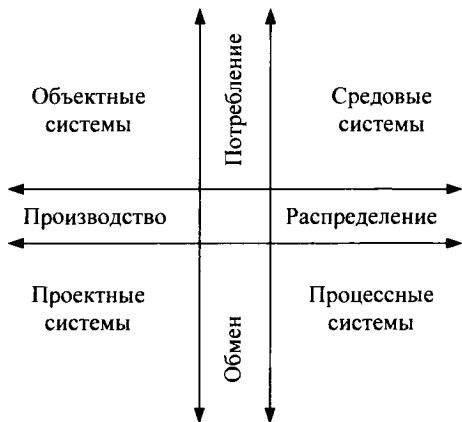 Объектные
системы
Потребление
Средовые
системы
Производство
Распределение
Проектные
системы
Обмен
Процессные
системы